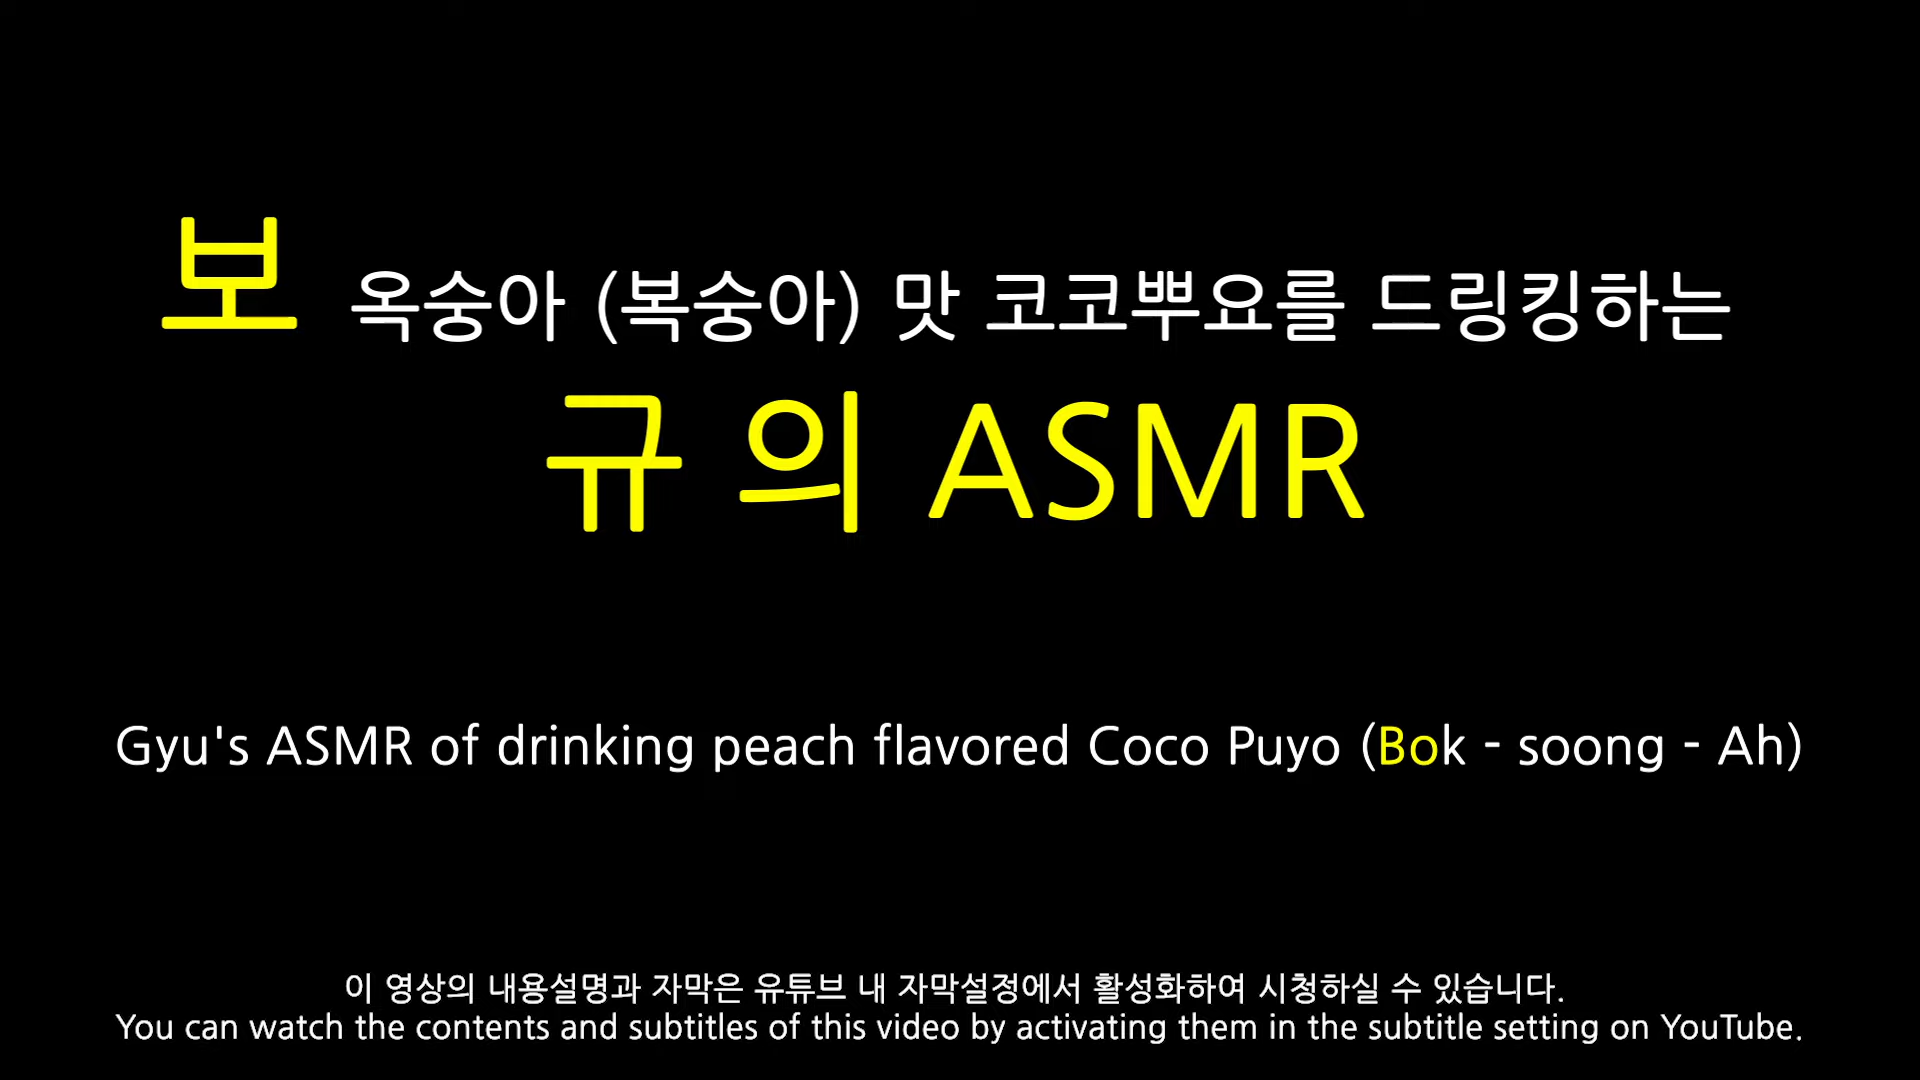 보 옥숭아 (복숭아) 맛 코코뿌요를 드링킹하는
규의 ASMR
Gyu's ASMR of drinking peach flavored Coco Puyo (Bok - soong - Ah)
이 영상의 내용설명과 자막은 유튜브 내 자막설정에서 활성화하여 시청하실 수 있습니다.
You can watch the contents and subtitles of this video by activating them in the subtitle setting on YouTube.